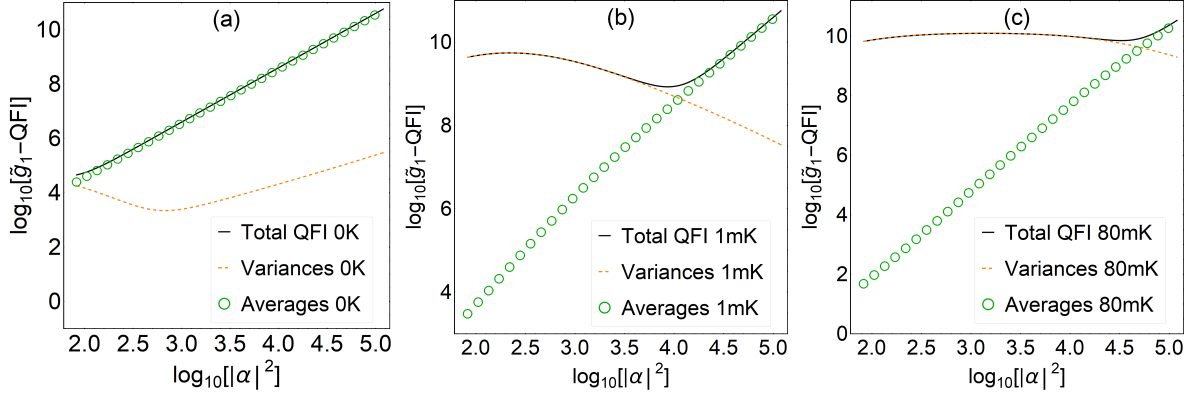 (a)
log₁₀[g̃₁−QFI]
10
8
6
4
2
0
Total QFI 0K
Variances 0K
Averages 0K
2.0 2.5 3.0 3.5 4.0 4.5 5.0
log₁₀[|α|²]
(b)
log₁₀[g̃₁−QFI]
10
8
6
4
Total QFI 1mK
Variances 1mK
Averages 1mK
2.0 2.5 3.0 3.5 4.0 4.5 5.0
log₁₀[|α|²]
(c)
log₁₀[g̃₁−QFI]
10
8
6
4
2
0
Total QFI 80mK
Variances 80mK
Averages 80mK
2.0 2.5 3.0 3.5 4.0 4.5 5.0
log₁₀[|α|²]